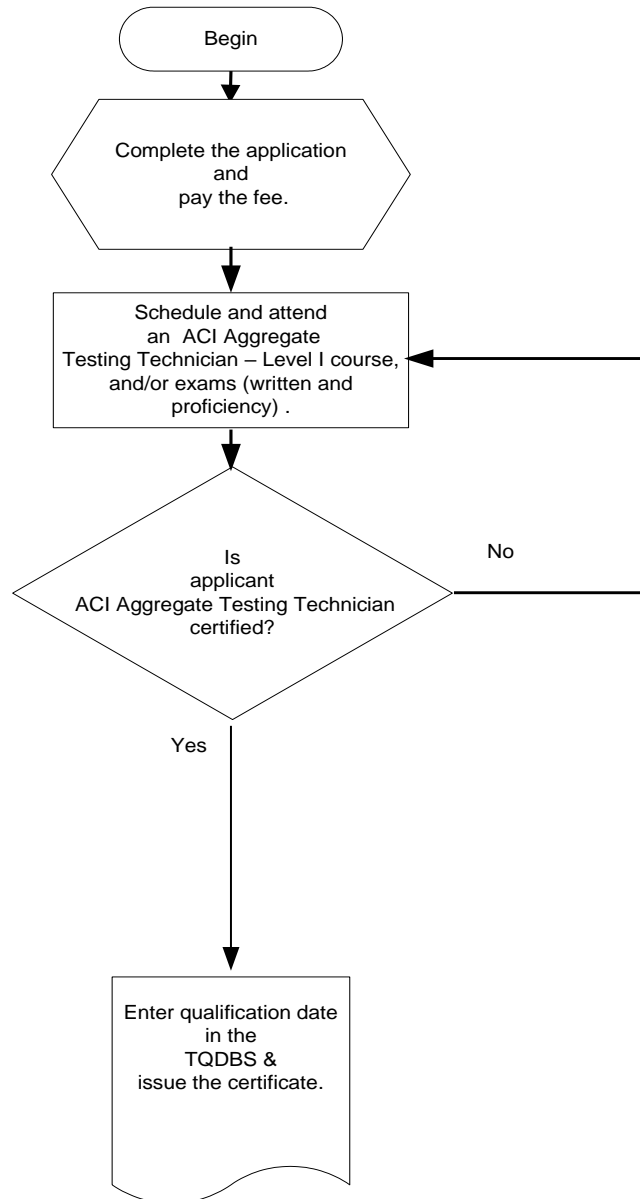 Begin
Complete the application
and
pay the fee.
Schedule and attend
an ACI Aggregate
Testing Technician – Level I course,
and/or exams (written and
proficiency) .
Is
applicant
ACI Aggregate Testing Technician
certified?
No
Yes
Enter qualification date
in the
TQDBS &
issue the certificate.